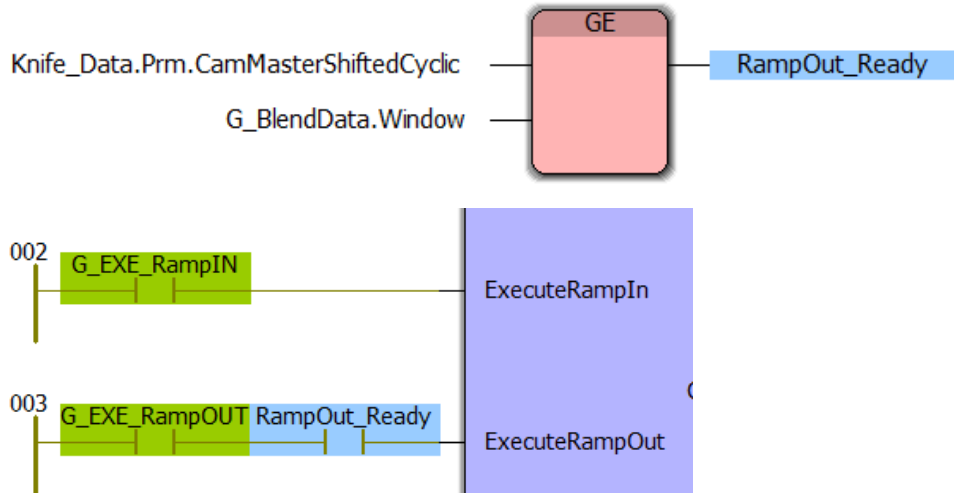 GE
Knife_Data.Prm.CamMasterShiftedCyclic
RampOut_Ready
G_BlendData.Window
002
G_EXE_RampIN
ExecuteRampIn
003
G_EXE_RampOUT RampOut_Ready
ExecuteRampOut